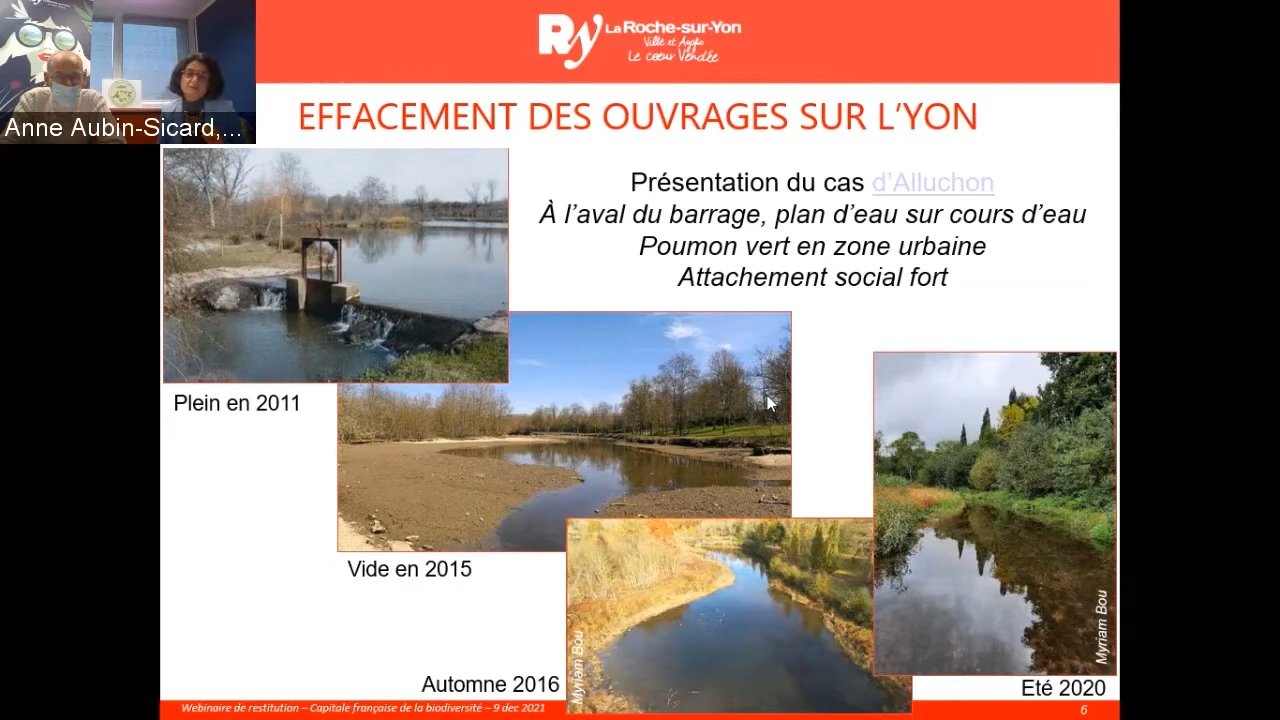 Ry La Roche-sur-Yon
Ville et Agglo
Le cœur Vendée
Anne Aubin-Sicard,...
EFFACEMENT DES OUVRAGES SUR L'YON
Présentation du cas d'Alluchon
À l'aval du barrage, plan d'eau sur cours d'eau
Poumon vert en zone urbaine
Attachement social fort
Plein en 2011
Vide en 2015
Automne 2016
Myriam Bou
Myriam Bou
Eté 2020
Webinaire de restitution – Capitale française de la biodiversité – 9 dec 2021
6